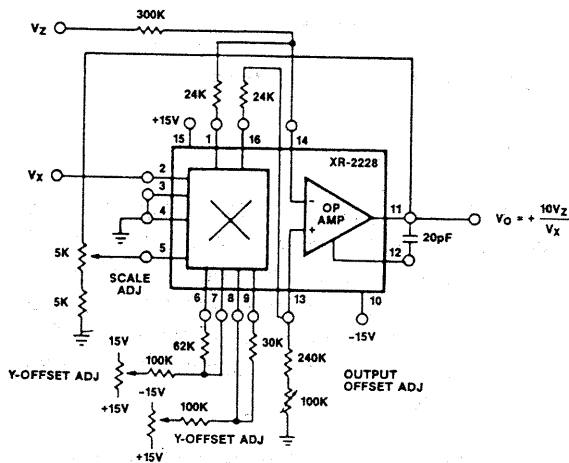 300K
VZ
24K
24K
+15V
15
1
16
14
XR-2228
VX
2
3
4
5
OP
AMP
-
+
11
20pF
12
VO = + 10VZ
VX
5K
SCALE
ADJ
5K
6
7
8
9
13
10
-15V
62K
30K
240K
OUTPUT
OFFSET ADJ
100K
15V
100K
+15V
Y-OFFSET ADJ
-15V
100K
+15V
Y-OFFSET ADJ